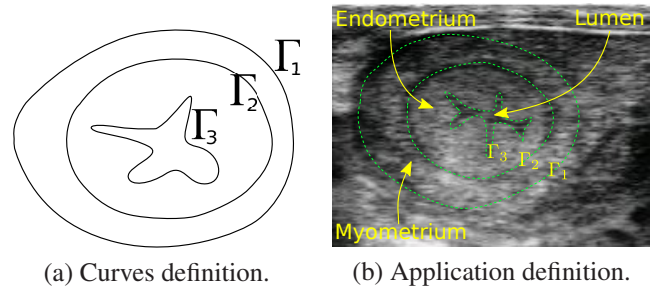 Γ1
Γ2
Γ3
(a) Curves definition.
Endometrium
Lumen
Γ3
Γ2
Γ1
Myometrium
(b) Application definition.